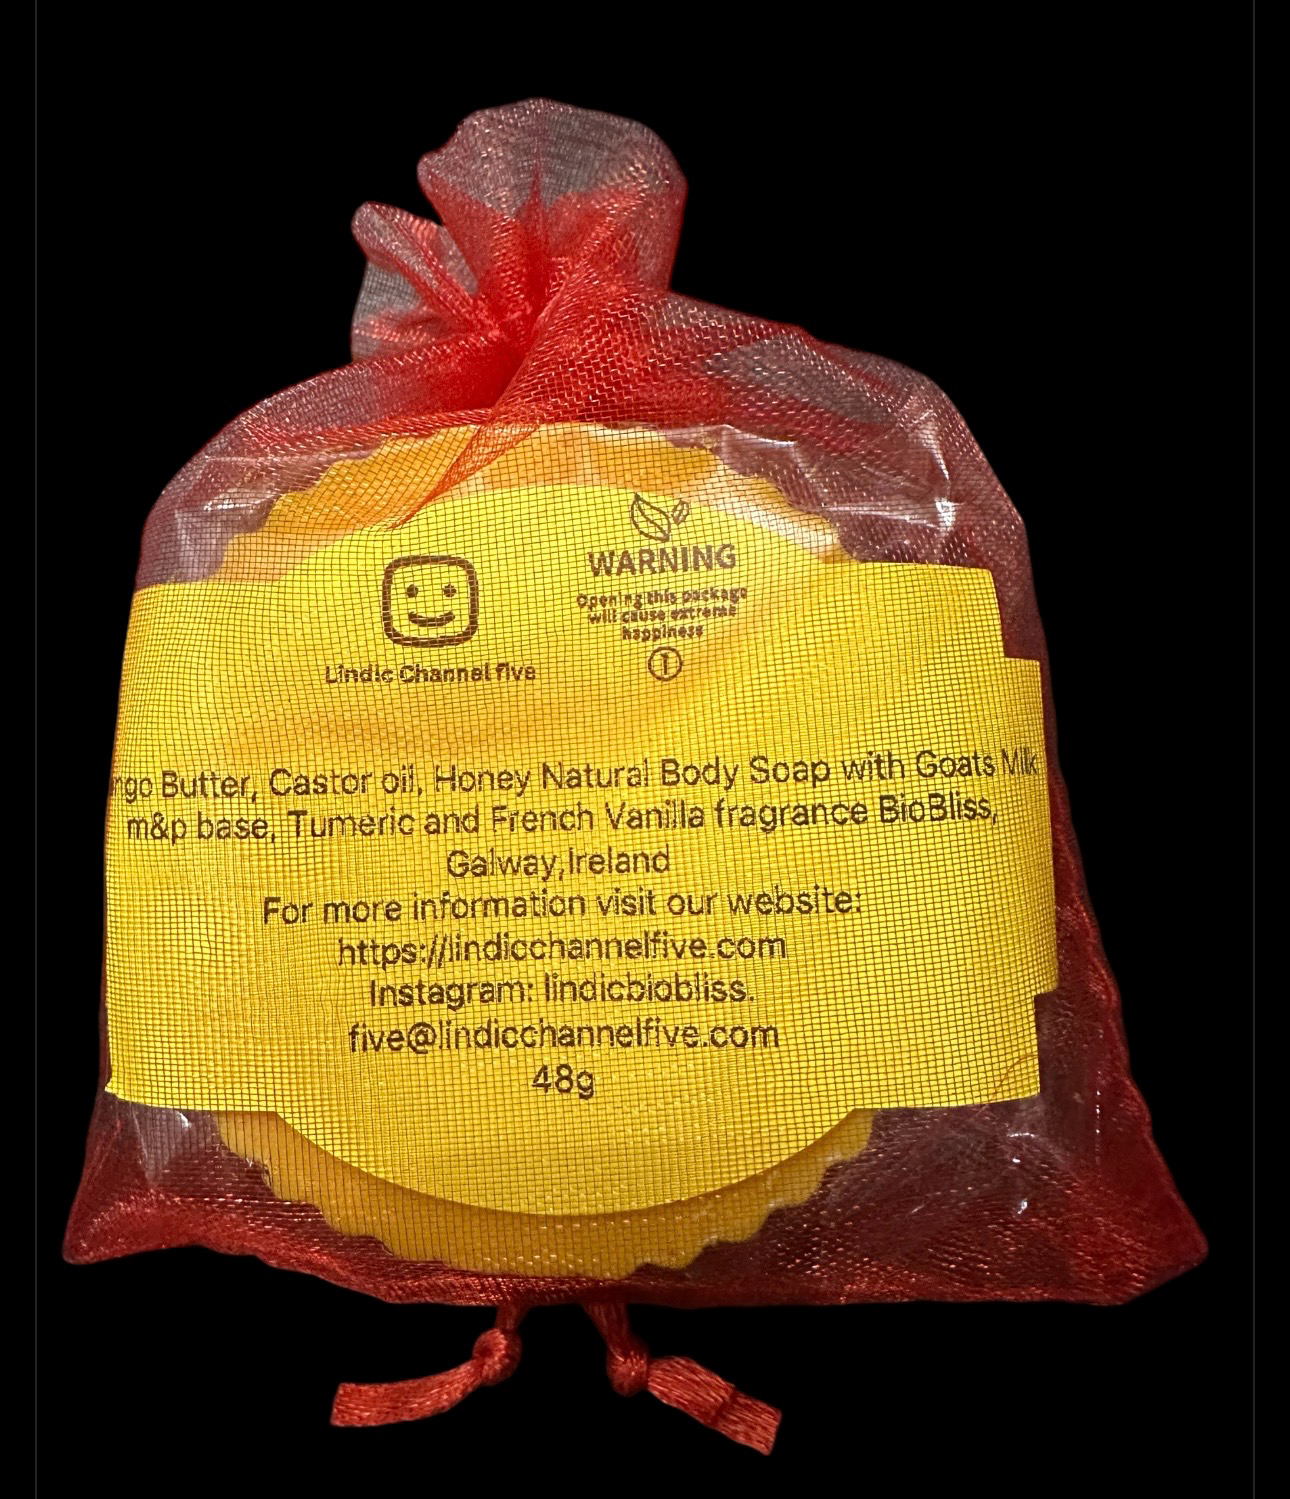 WARNING
Opening this package
will cause extreme
happiness
Lindic Channel five
ngo Butter, Castor oil, Honey Natural Body Soap with Goats Milk
m&p base, Tumeric and French Vanilla fragrance BioBliss,
Galway,Ireland
For more information visit our website:
https://lindicchannelfive.com
Instagram: lindicbiobliss.
five@lindicchannelfive.com
48g